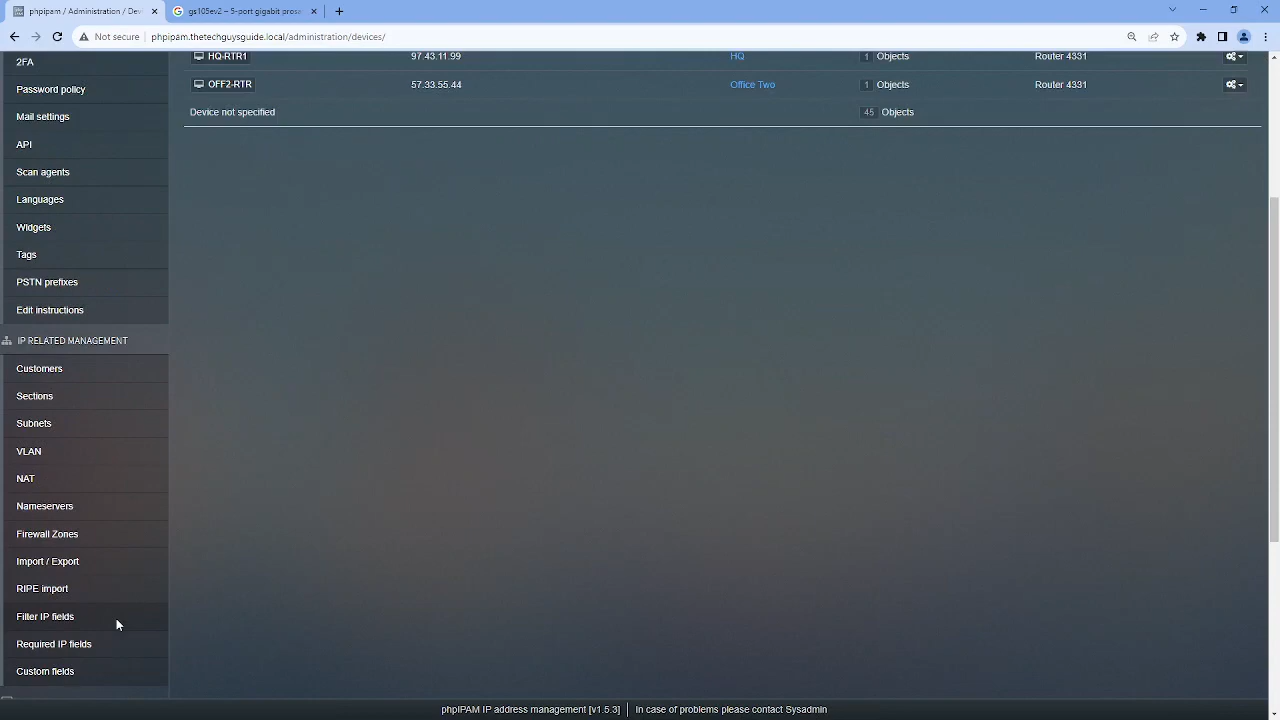 phpipam / Administration / Dev
gs105ev2 – 5-port gigabit prose
Not secure
phpipam.thetechguysguide.local/administration/devices/
2FA
Password policy
Mail settings
API
Scan agents
Languages
Widgets
Tags
PSTN prefixes
Edit instructions
IP RELATED MANAGEMENT
Customers
Sections
Subnets
VLAN
NAT
Nameservers
Firewall Zones
Import / Export
RIPE import
Filter IP fields
Required IP fields
Custom fields
HQ-RTR1 97.43.11.99 HQ 1 Objects Router 4331
OFF2-RTR 57.33.55.44 Office Two 1 Objects Router 4331
Device not specified 45 Objects
phpIPAM IP address management [v1.5.3] | In case of problems please contact Sysadmin